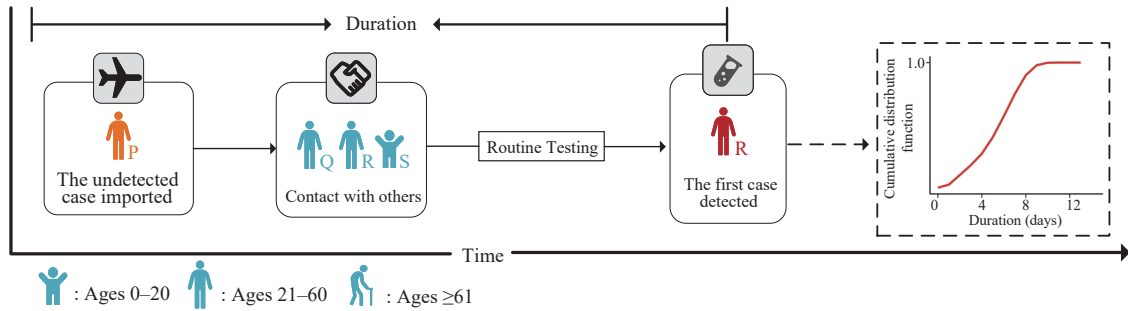 Duration
P
The undetected
case imported
Q R S
Contact with others
Routine Testing
R
The first case
detected
Cumulative distribution
function
1.0
0 4 8 12
Duration (days)
Time
: Ages 0–20
: Ages 21–60
: Ages ≥61